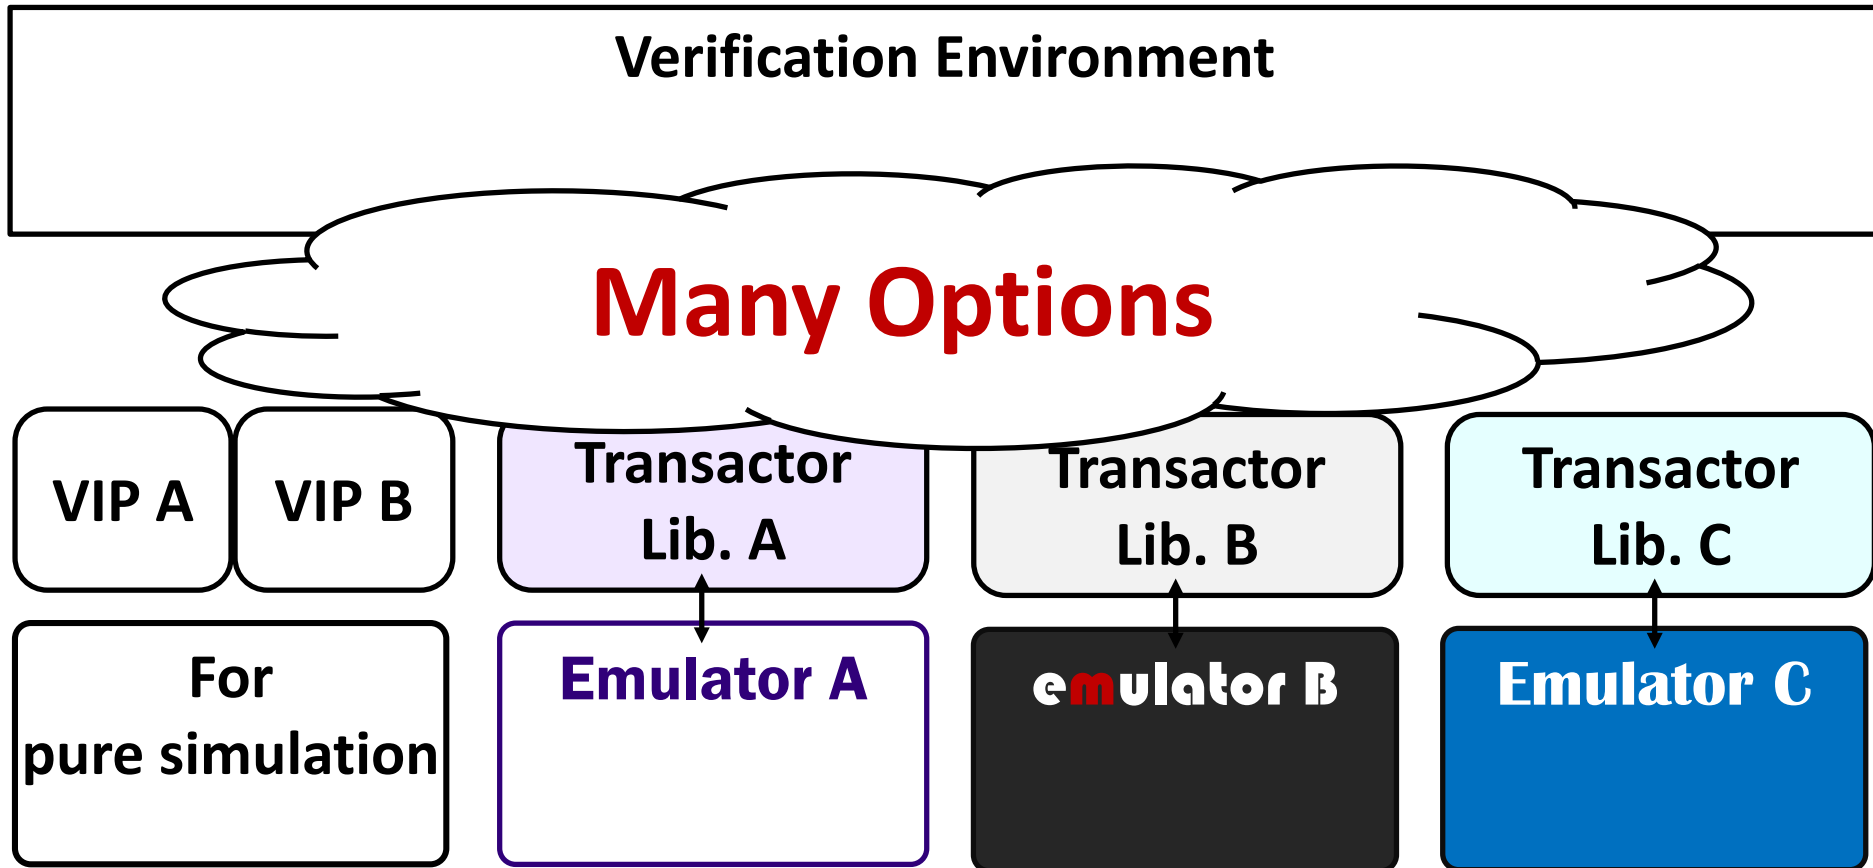 Verification Environment
Many Options
VIP A
VIP B
Transactor
Lib. A
Transactor
Lib. B
Transactor
Lib. C
For
pure simulation
Emulator A
emulator B
Emulator C